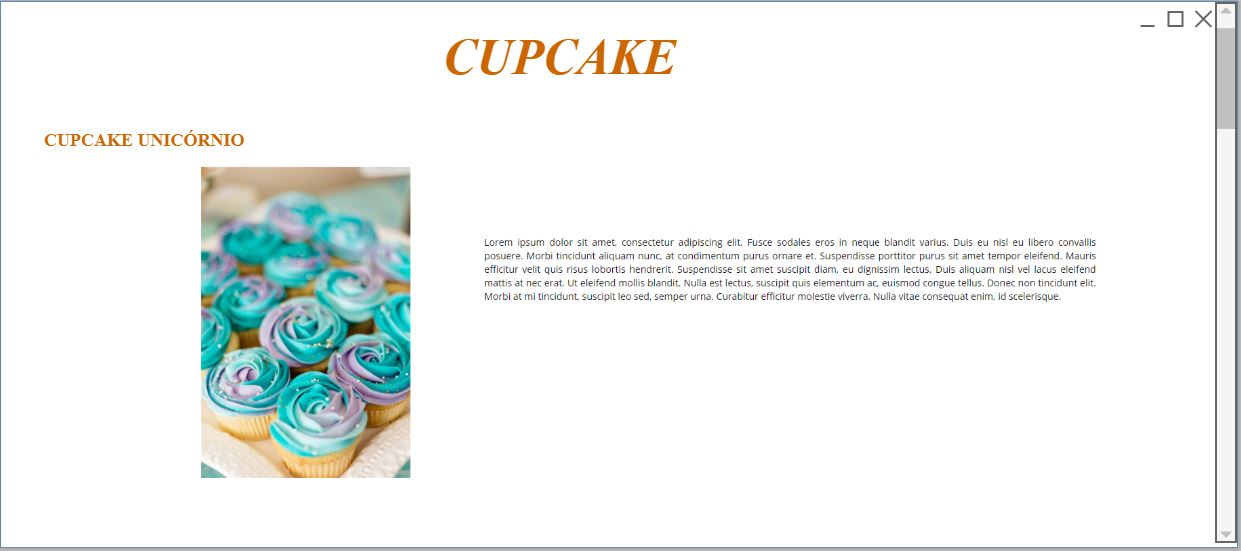 CUPCAKE
CUPCAKE UNICÓRNIO
Lorem ipsum dolor sit amet, consectetur adipiscing elit. Fusce sodales eros in neque blandit varius. Duis eu nisl eu libero convallis
posuere. Morbi tincidunt aliquam nunc, at condimentum purus ornare et. Suspendisse porttitor purus sit amet tempor eleifend. Mauris
efficitur velit quis risus lobortis hendrerit. Suspendisse sit amet suscipit diam, eu dignissim lectus. Duis aliquam nisl vel lacus eleifend
mattis at nec erat. Ut eleifend mollis blandit. Nulla est lectus, suscipit quis elementum ac, euismod congue tellus. Donec non tincidunt elit.
Morbi at mi tincidunt, suscipit leo sed, semper urna. Curabitur efficitur molestie viverra. Nulla vitae consequat enim, id scelerisque.